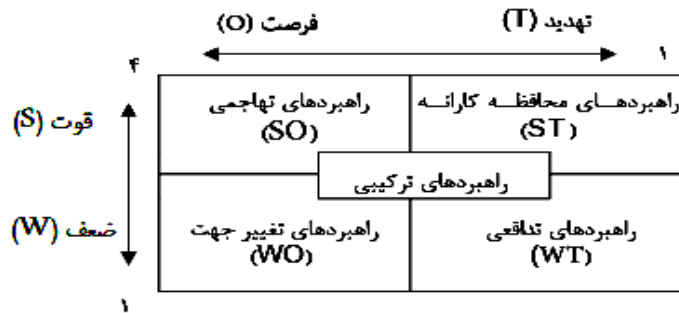 تهدید (T)
فرصت (O)
۱
۴
راهبردهـــای محافظــه کارانــه
(ST)
راهبردهای تهاجمی
(SO)
قوت (S)
راهبردهای ترکیبی
راهبردهای تدافعی
(WT)
راهبردهای تغییر جهت
(WO)
ضعف (W)
۱